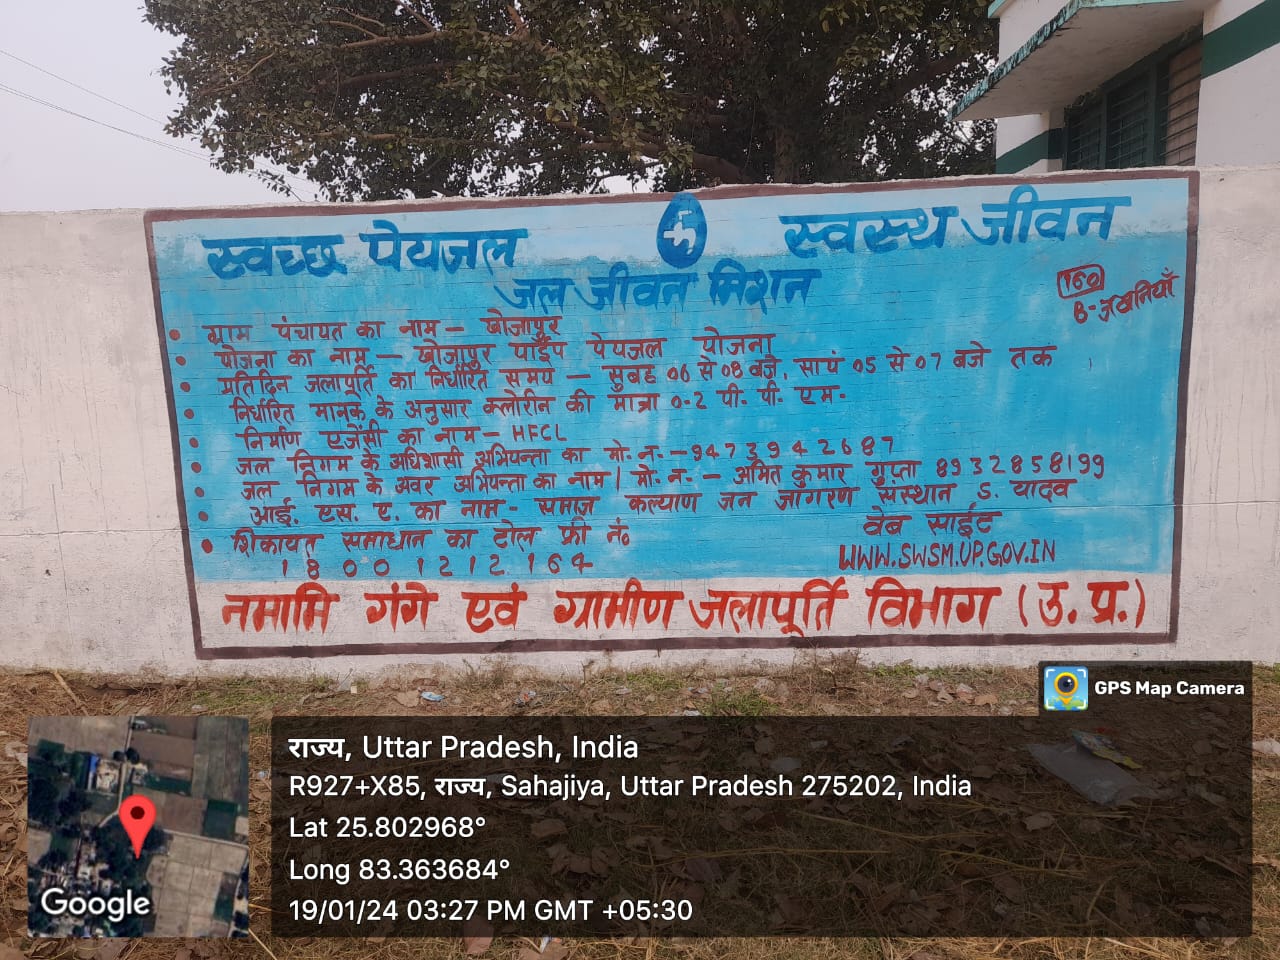 स्वच्छ पेयजल
स्वस्थ जीवन
जल जीवन मिशन
160
B-अखनियाँ
• ग्राम पंचायत का नाम – खोजापुर
• योजना का नाम – खोजापुर पाईप पेयजल योजना
• प्रतिदिन जलापूर्ति का निर्धारित समय – सुबह 06 से 08 बजे, सायं 05 से 07 बजे तक
• निर्धारित मानक के अनुसार क्लोरीन की मात्रा 0.2 पी. पी. एम.
• निर्माण एजेंसी का नाम – HFCL
• जल निगम के अधिशासी अभियन्ता का मो. न. – 9473942687
• जल निगम के अवर अभियन्ता का नाम / मो. न. – अमित कुमार गुप्ता 8932858199
• आई. एस. ए. का नाम - समाज कल्याण जन जागरण संस्थान S. यादव
• शिकायत समाधान का टोल फ्री नं०
18001212164
वेब साईट
WWW.SWSM.UP.GOV.IN
नमामि गंगे एवं ग्रामीण जलापूर्ति विभाग (उ.प्र.)
GPS Map Camera
राज्य, Uttar Pradesh, India
R927+X85, राज्य, Sahajiya, Uttar Pradesh 275202, India
Lat 25.802968°
Long 83.363684°
19/01/24 03:27 PM GMT +05:30
Google